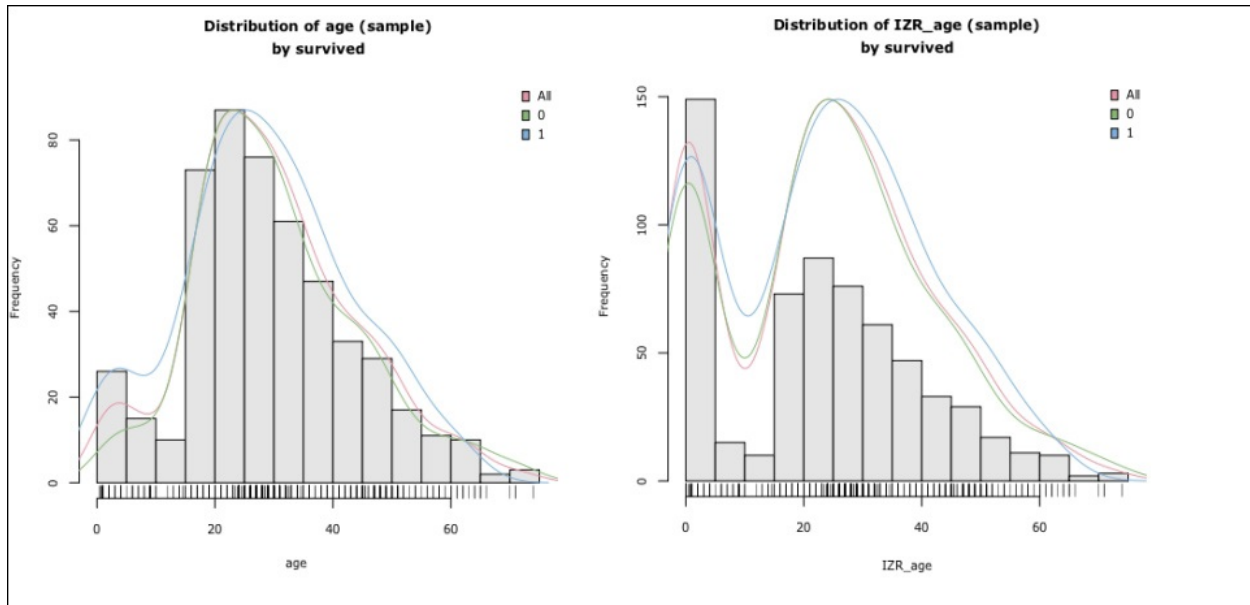 Distribution of age (sample)
by survived
All
0
1
Frequency
0
20
40
60
80
0
20
40
60
age
Distribution of IZR_age (sample)
by survived
All
0
1
Frequency
0
50
100
150
0
20
40
60
IZR_age